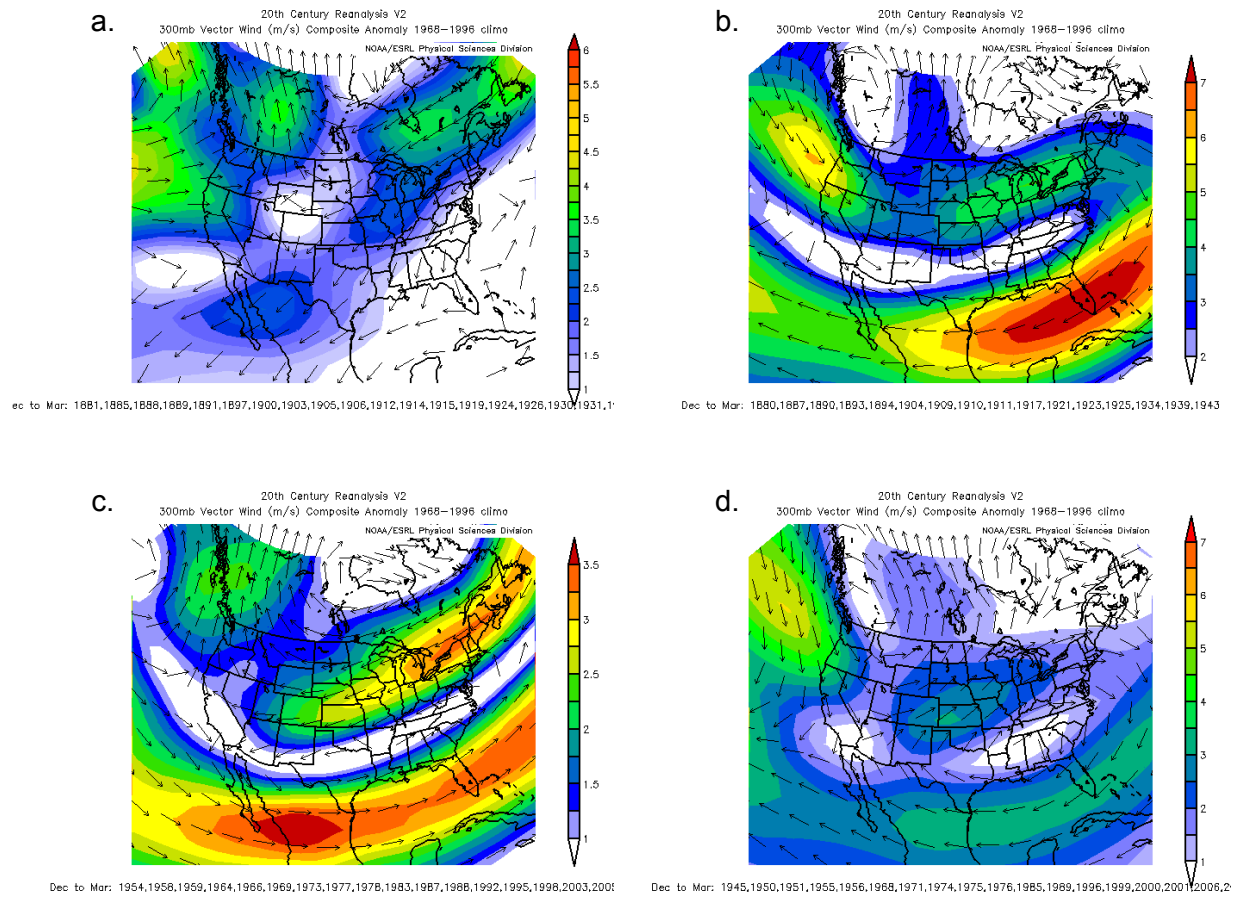 a.
20th Century Reanalysis V2
300mb Vector Wind (m/s) Composite Anomaly 1968-1996 climo
NOAA/ESRL Physical Sciences Division
6
5.5
5
4.5
4
3.5
3
2.5
2
1.5
1
ec to Mar: 1881,1885,1888,1889,1891,1897,1900,1903,1905,1906,1912,1914,1915,1919,1924,1926,1930,1931,1
b.
20th Century Reanalysis V2
300mb Vector Wind (m/s) Composite Anomaly 1968-1996 climo
NOAA/ESRL Physical Sciences Division
7
6
5
4
3
2
Dec to Mar: 1880,1887,1890,1893,1894,1904,1909,1910,1911,1917,1921,1923,1925,1934,1939,1943
c.
20th Century Reanalysis V2
300mb Vector Wind (m/s) Composite Anomaly 1968-1996 climo
NOAA/ESRL Physical Sciences Division
3.5
3
2.5
2
1.5
1
Dec to Mar: 1954,1958,1959,1964,1966,1969,1973,1977,1978,1983,1987,1988,1992,1995,1998,2003,200
d.
20th Century Reanalysis V2
300mb Vector Wind (m/s) Composite Anomaly 1968-1996 climo
NOAA/ESRL Physical Sciences Division
7
6
5
4
3
2
1
Dec to Mar: 1945,1950,1951,1955,1956,1968,1971,1974,1975,1976,1985,1989,1996,1999,2000,2001,2006,2